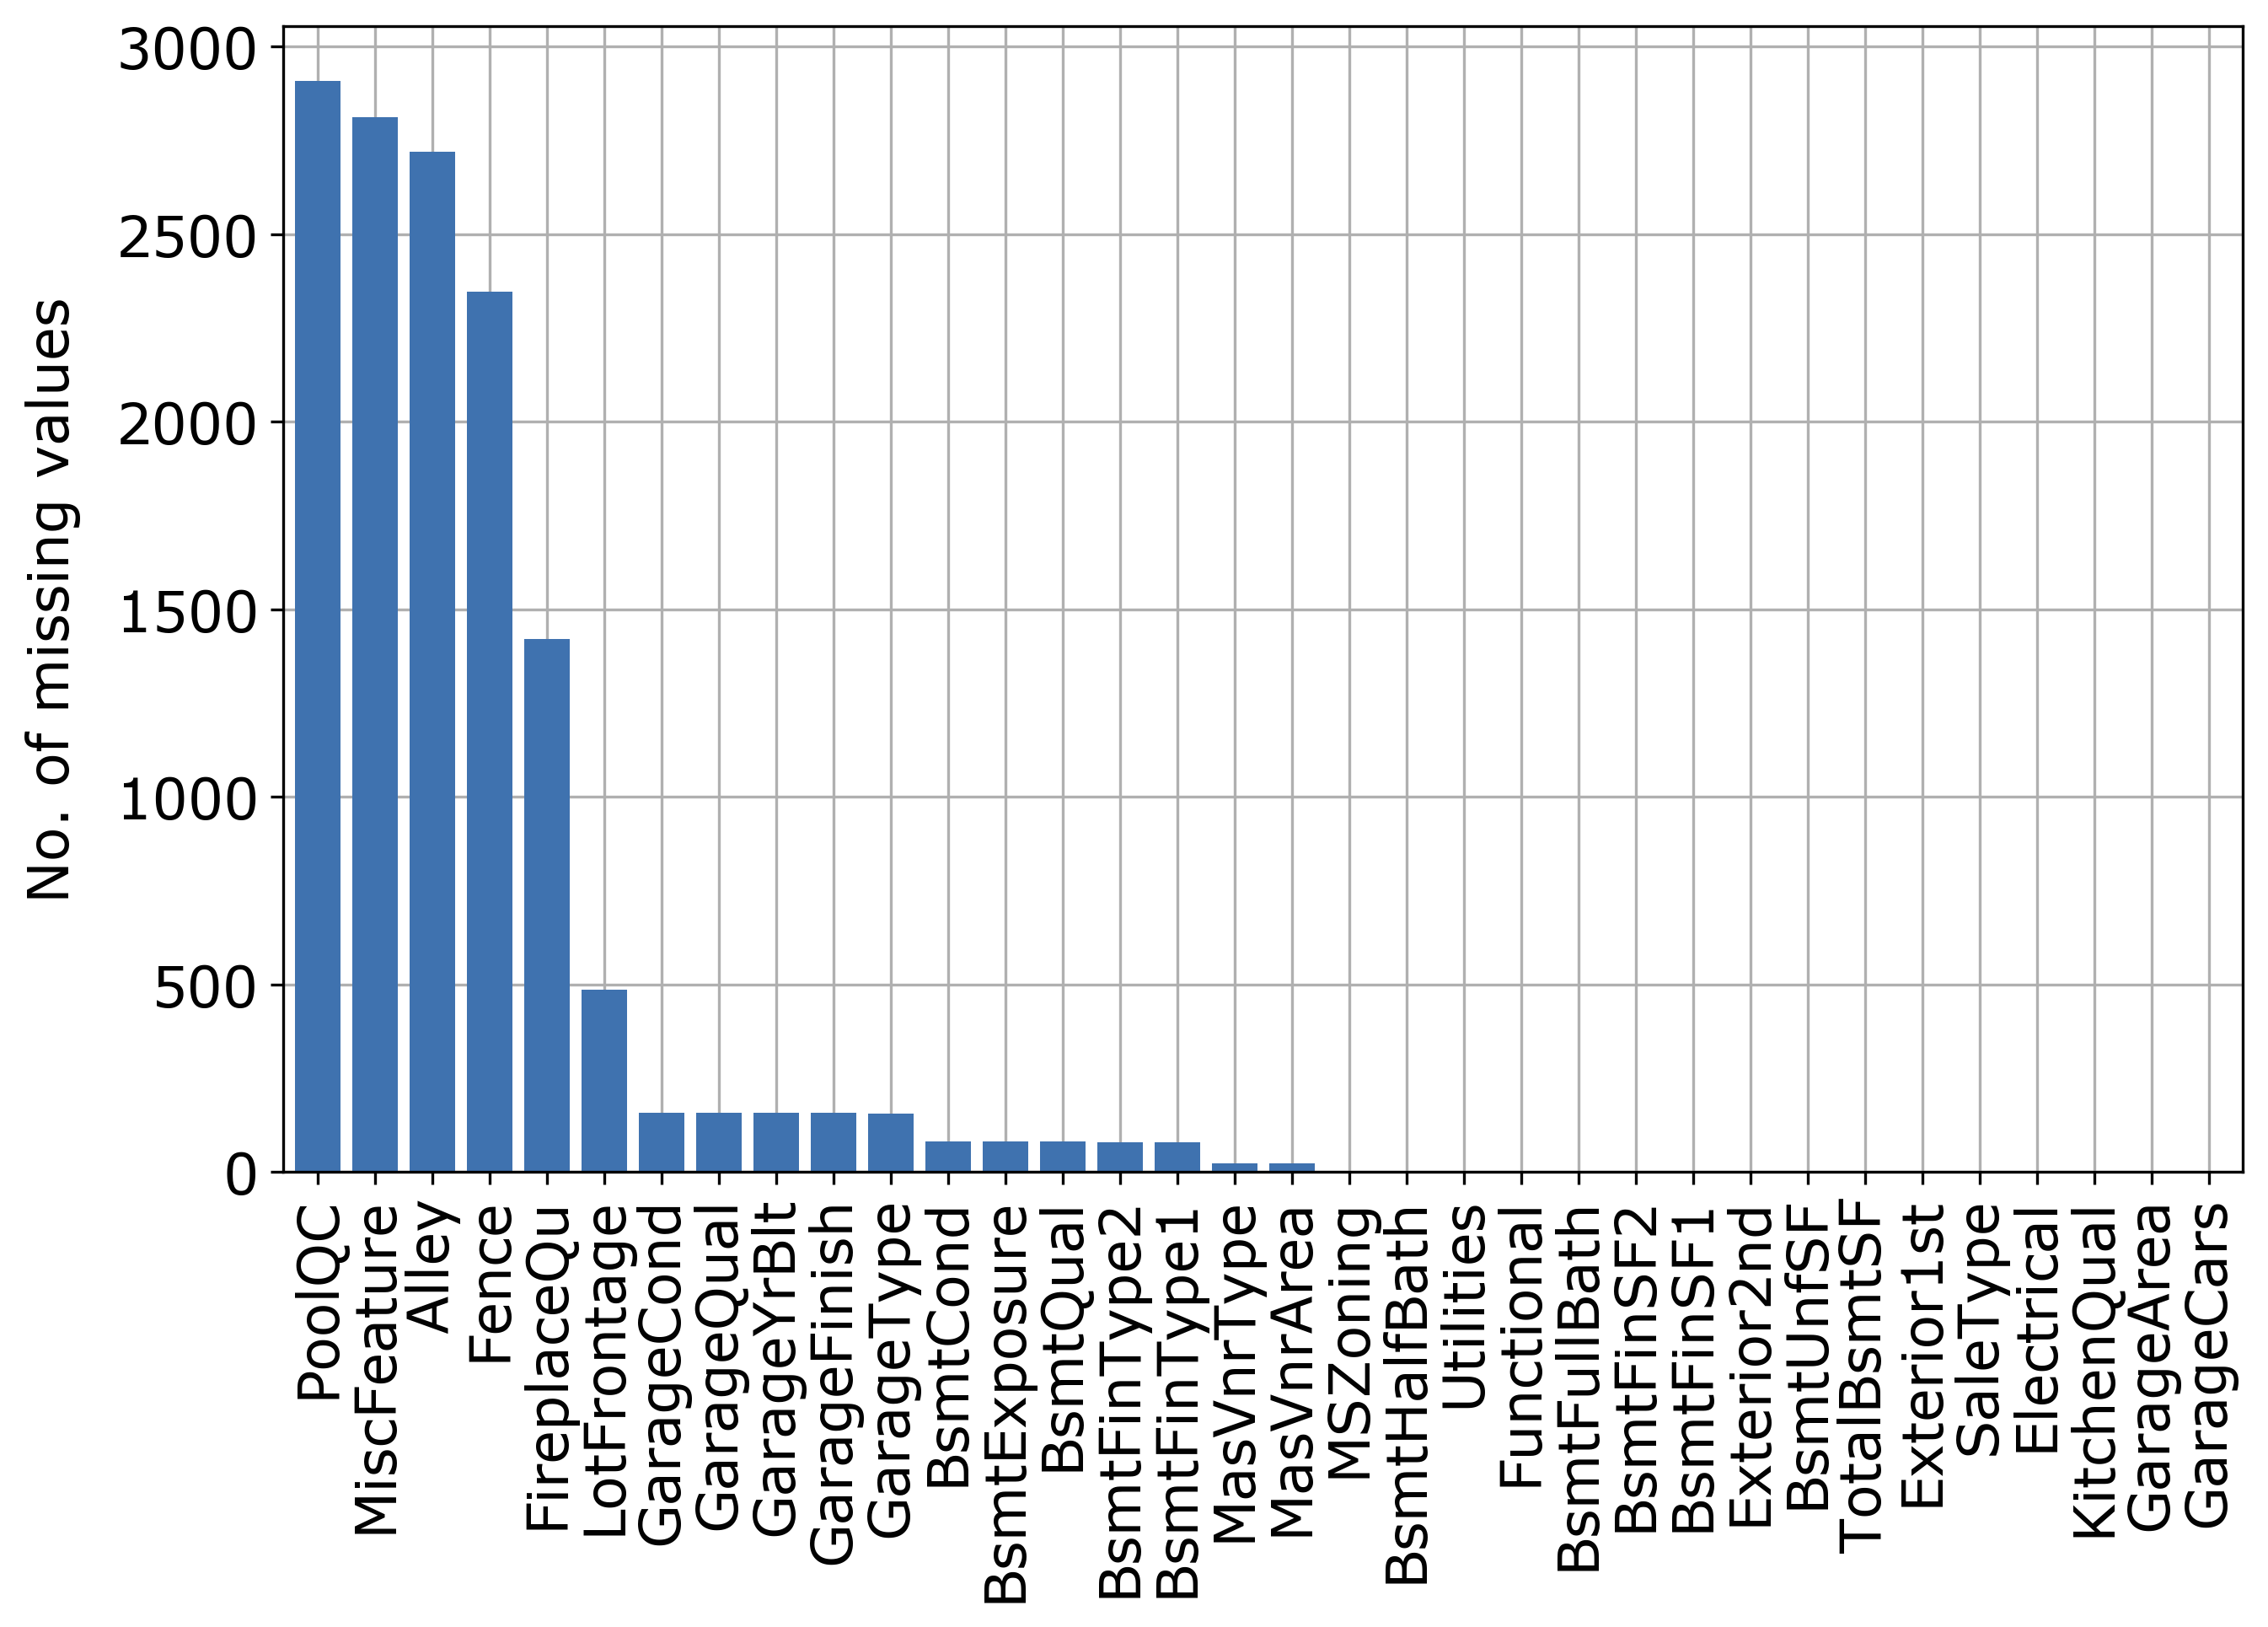 No. of missing values
3000
2500
2000
1500
1000
500
0
PoolQC
MiscFeature
Alley
Fence
FireplaceQu
LotFrontage
GarageCond
GarageQual
GarageYrBlt
GarageFinish
GarageType
BsmtCond
BsmtExposure
BsmtQual
BsmtFinType2
BsmtFinType1
MasVnrType
MasVnrArea
MSZoning
BsmtHalfBath
Utilities
Functional
BsmtFullBath
BsmtFinSF2
BsmtFinSF1
Exterior2nd
BsmtUnfSF
TotalBsmtSF
Exterior1st
SaleType
Electrical
KitchenQual
GarageArea
GarageCars